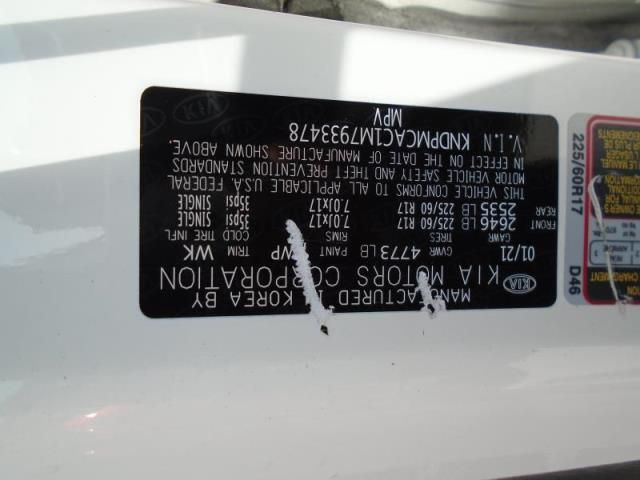 KIA
MANUFACTURED KOREA BY
KIA MOTORS CORPORATION
01/21 GVWR 4773 LB PAINT TRIM WK
GAWR TIRES RIMS COLD TIRE INFL
FRONT 2646 LB 225/60 R17 7.0Jx17 35psi SINGLE
REAR 2535 LB 225/60 R17 7.0Jx17 35psi SINGLE
THIS VEHICLE CONFORMS TO ALL APPLICABLE U.S.A. FEDERAL
MOTOR VEHICLE SAFETY AND THEFT PREVENTION STANDARDS
IN EFFECT ON THE DATE OF MANUFACTURE SHOWN ABOVE.
V.I.N KNDPMCAC1M7933478
MPV
D46
225/60R17
CHARGEMENT